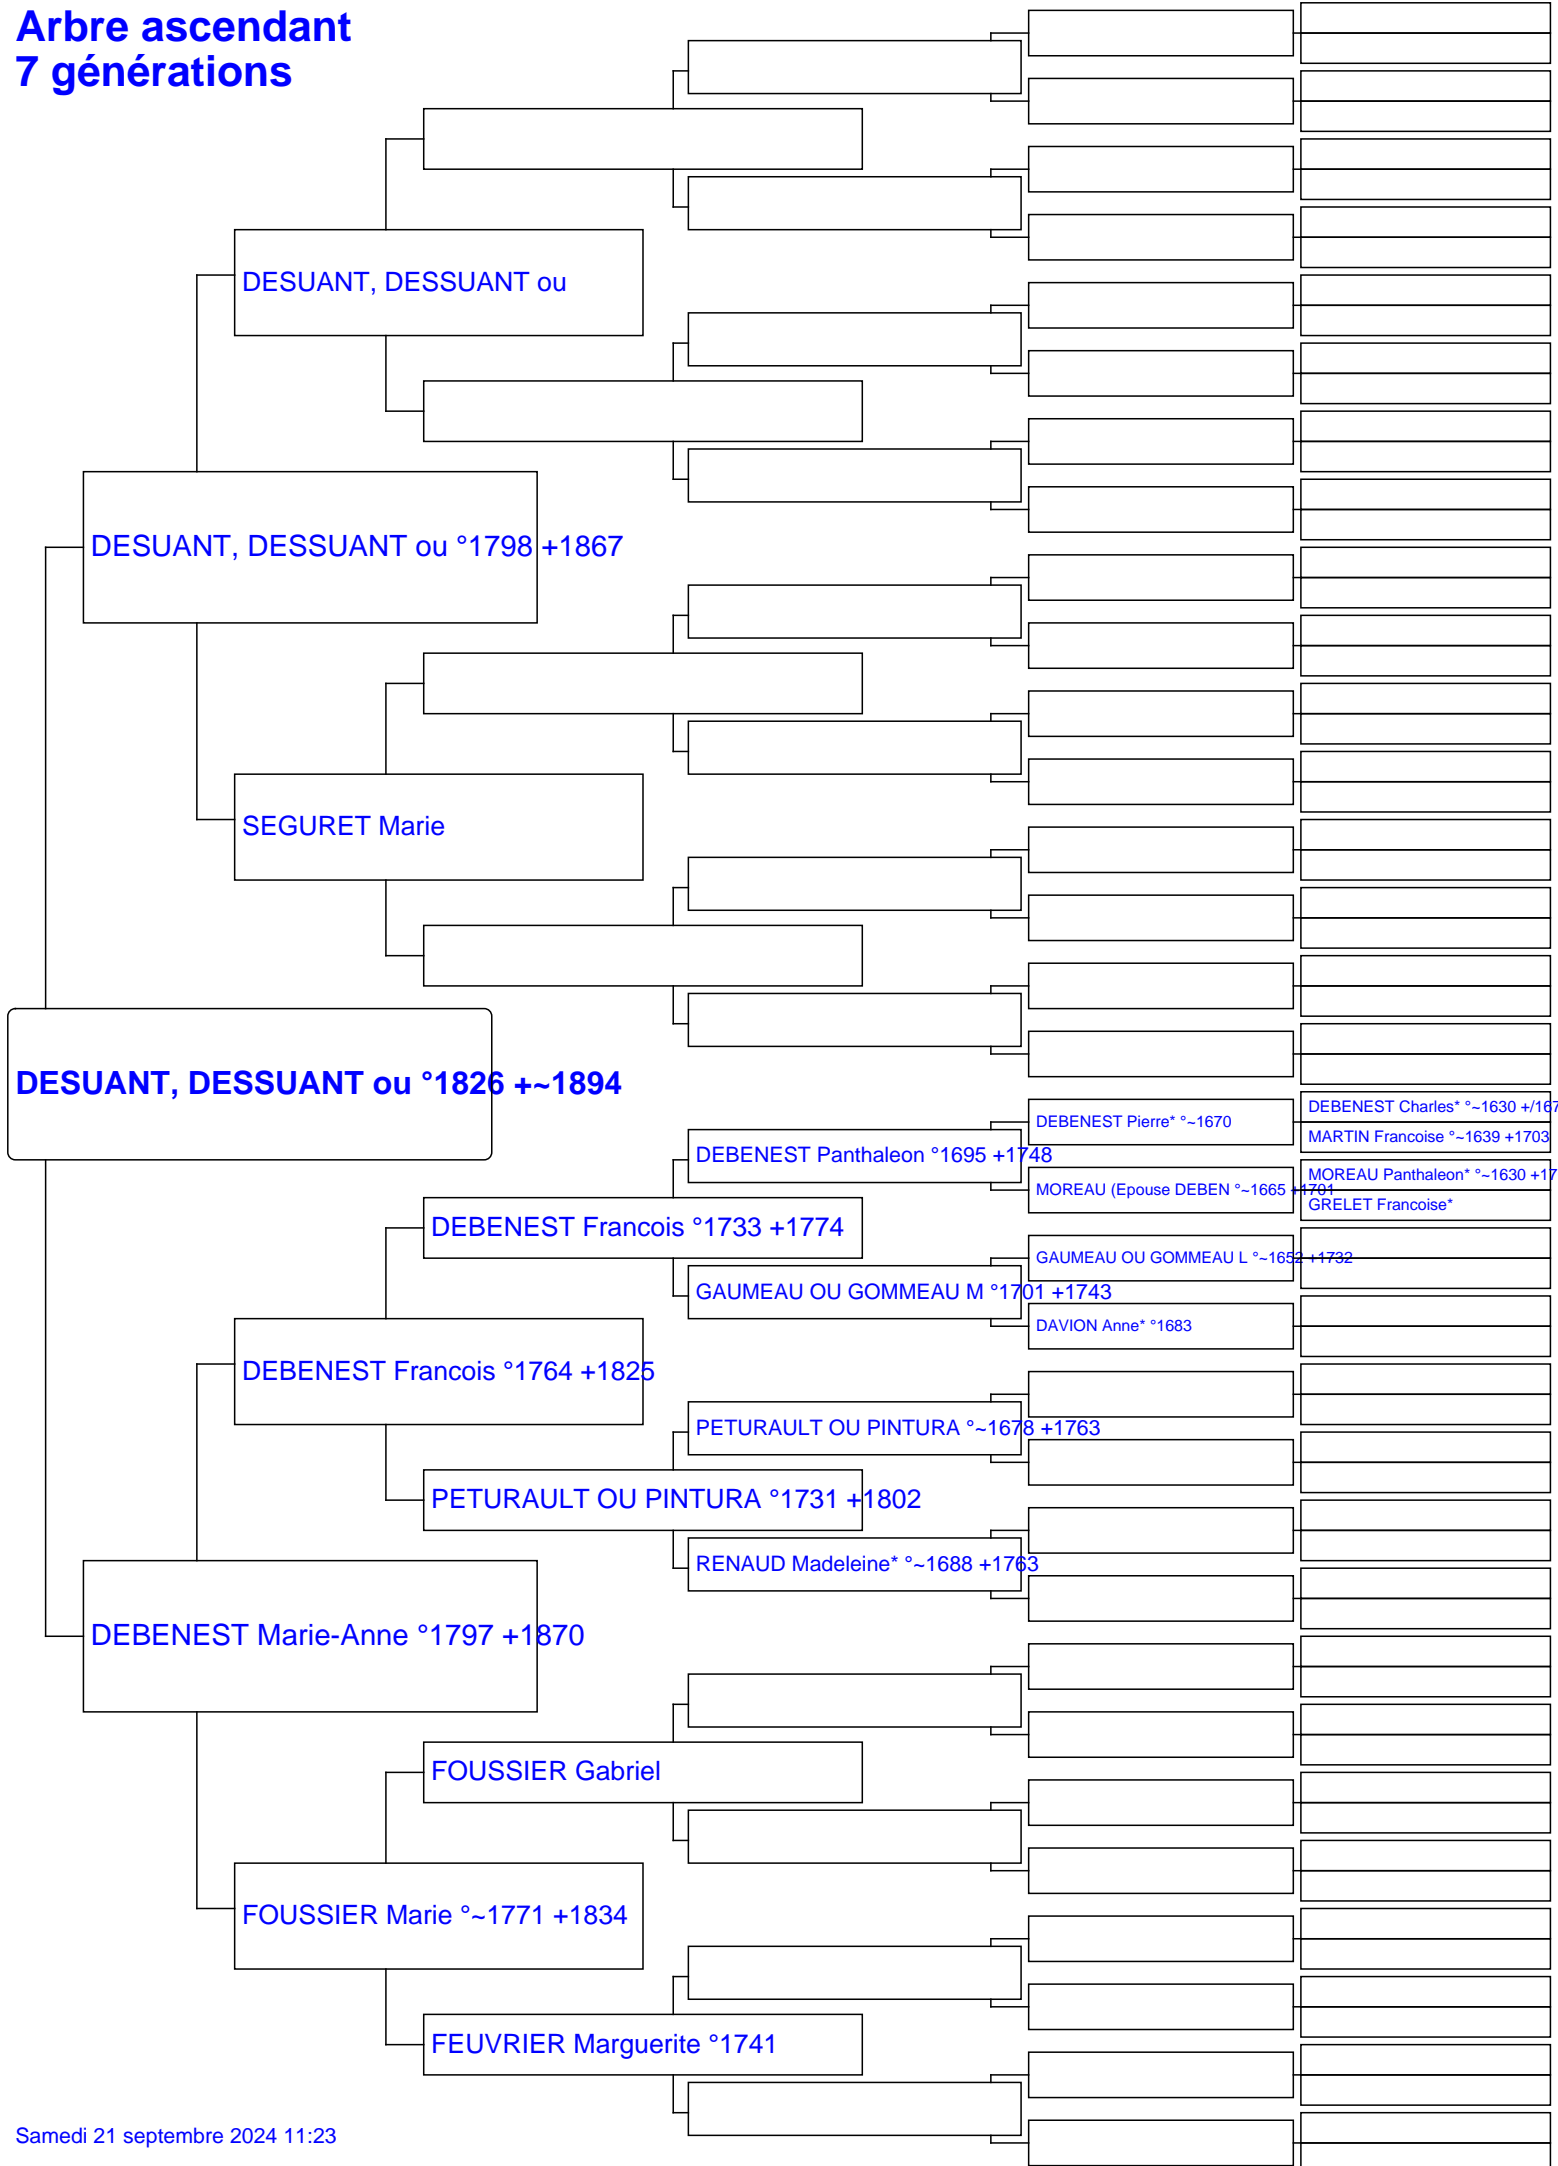 Arbre ascendant
7 générations
DESUANT, DESSUANT ou
DESUANT, DESSUANT ou °1798 +1867
SEGURET Marie
DESUANT, DESSUANT ou °1826 +~1894
DEBENEST Charles* °~1630 +/167
DEBENEST Pierre* °~1670
MARTIN Francoise °~1639 +1703
DEBENEST Panthaleon °1695 +1748
MOREAU Panthaleon* °~1630 +17
MOREAU (Epouse DEBEN °~1665 +1701
GRELET Francoise*
DEBENEST Francois °1733 +1774
GAUMEAU OU GOMMEAU L °~1652 +1732
GAUMEAU OU GOMMEAU M °1701 +1743
DAVION Anne* °1683
DEBENEST Francois °1764 +1825
PETURAULT OU PINTURA °~1678 +1763
PETURAULT OU PINTURA °1731 +1802
RENAUD Madeleine* °~1688 +1763
DEBENEST Marie-Anne °1797 +1870
FOUSSIER Gabriel
FOUSSIER Marie °~1771 +1834
FEUVRIER Marguerite °1741
Samedi 21 septembre 2024 11:23